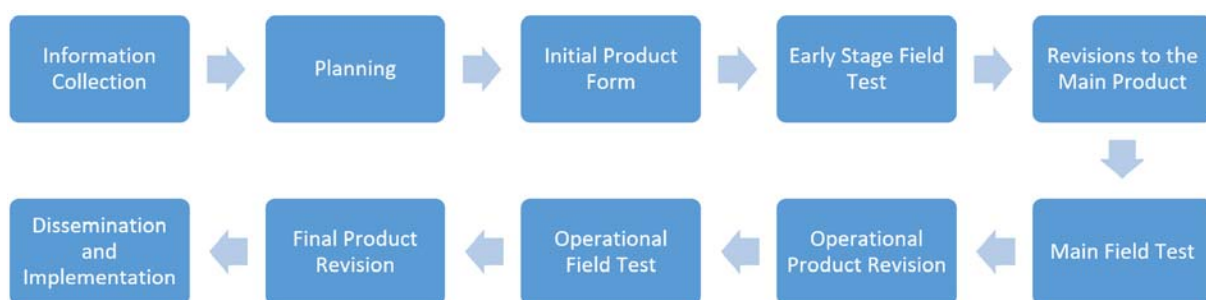 Information
Collection
Planning
Initial Product
Form
Early Stage Field
Test
Revisions to the
Main Product
Main Field Test
Operational
Product Revision
Operational
Field Test
Final Product
Revision
Dissemination
and
Implementation